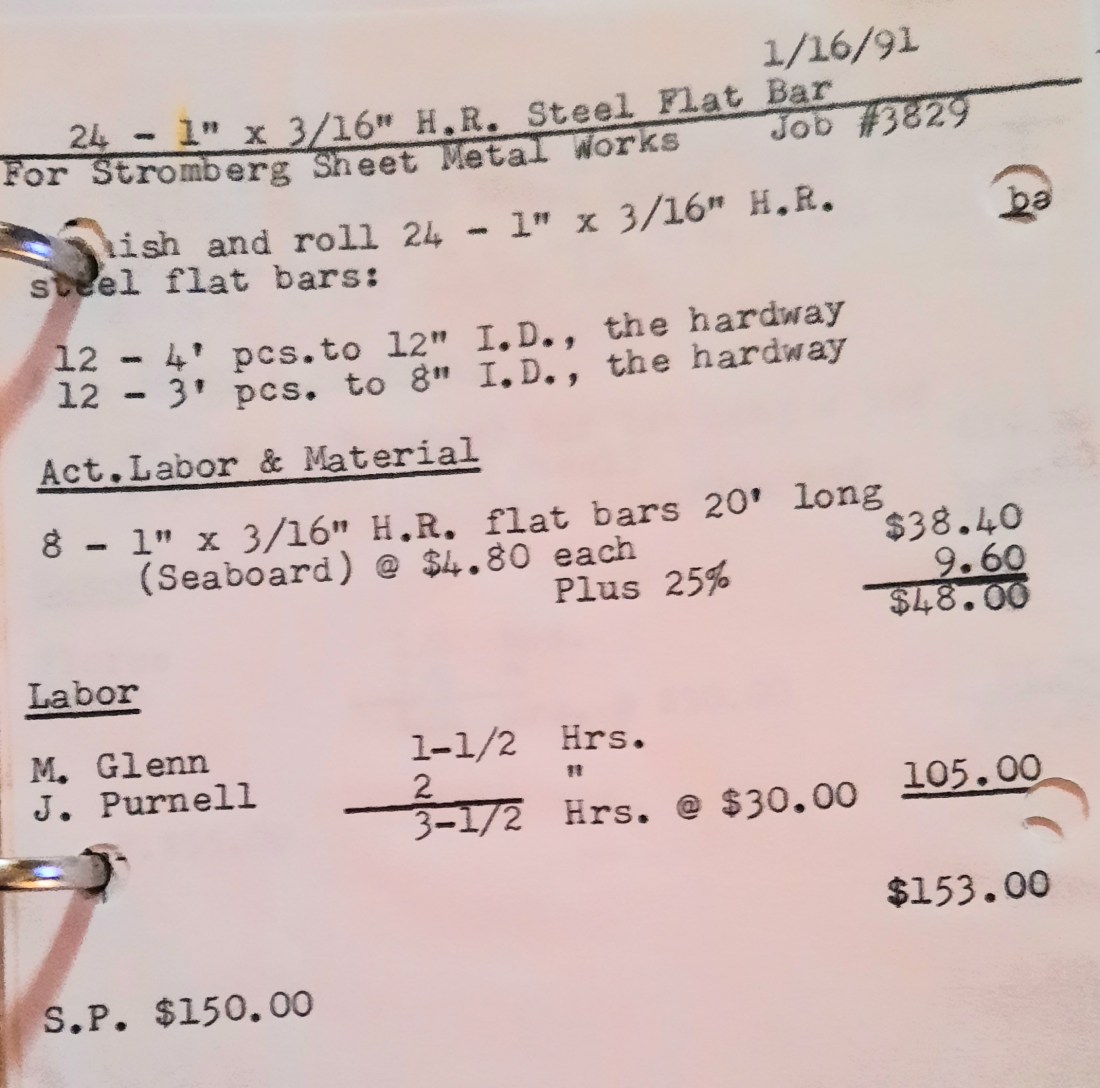 1/16/91
24 - 1" x 3/16" H.R. Steel Flat Bar
For Stromberg Sheet Metal Works Job #3829
ish and roll 24 - 1" x 3/16" H.R.
steel flat bars:
ba
12 - 4' pcs.to 12" I.D., the hardway
12 - 3' pcs. to 8" I.D., the hardway
Act.Labor & Material
8 - 1" x 3/16" H.R. flat bars 20' long
(Seaboard) @ $4.80 each $38.40
Plus 25% 9.60
$48.00
Labor
M. Glenn 1-1/2 Hrs.
J. Purnell 2 "
3-1/2 Hrs. @ $30.00 105.00
$153.00
S.P. $150.00